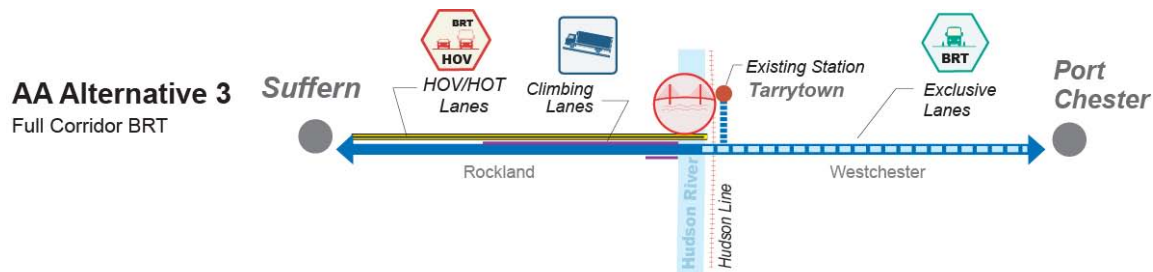 AA Alternative 3
Full Corridor BRT
Suffern
BRT
HOV
HOV/HOT
Lanes
Climbing
Lanes
Existing Station
Tarrytown
BRT
Exclusive
Lanes
Port
Chester
Rockland
Hudson River
Hudson Line
Westchester